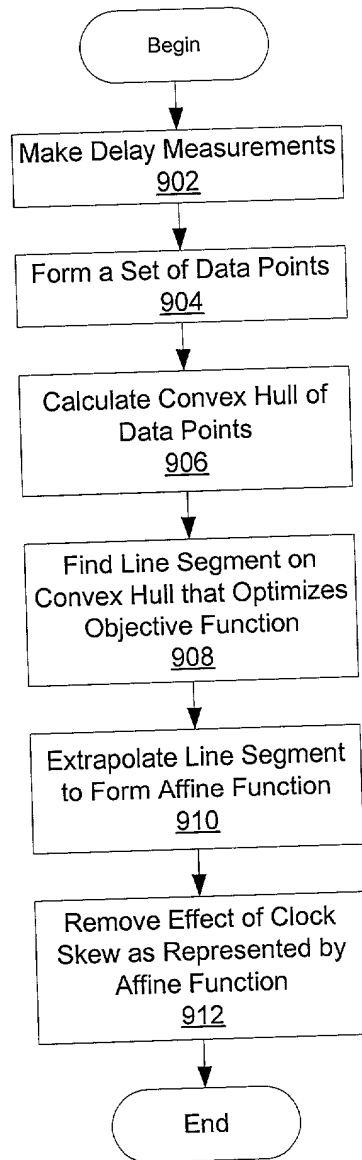 Begin
Make Delay Measurements
902
Form a Set of Data Points
904
Calculate Convex Hull of
Data Points
906
Find Line Segment on
Convex Hull that Optimizes
Objective Function
908
Extrapolate Line Segment
to Form Affine Function
910
Remove Effect of Clock
Skew as Represented by
Affine Function
912
End